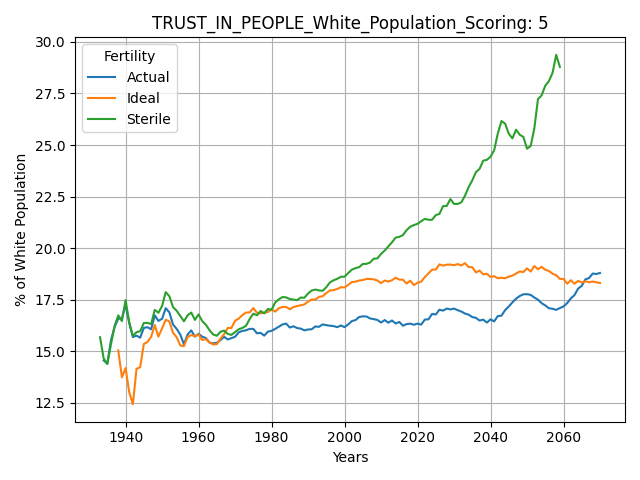 TRUST_IN_PEOPLE_White_Population_Scoring: 5
% of White Population
30.0
27.5
25.0
22.5
20.0
17.5
15.0
12.5
Fertility
Actual
Ideal
Sterile
1940
1960
1980
2000
2020
2040
2060
Years